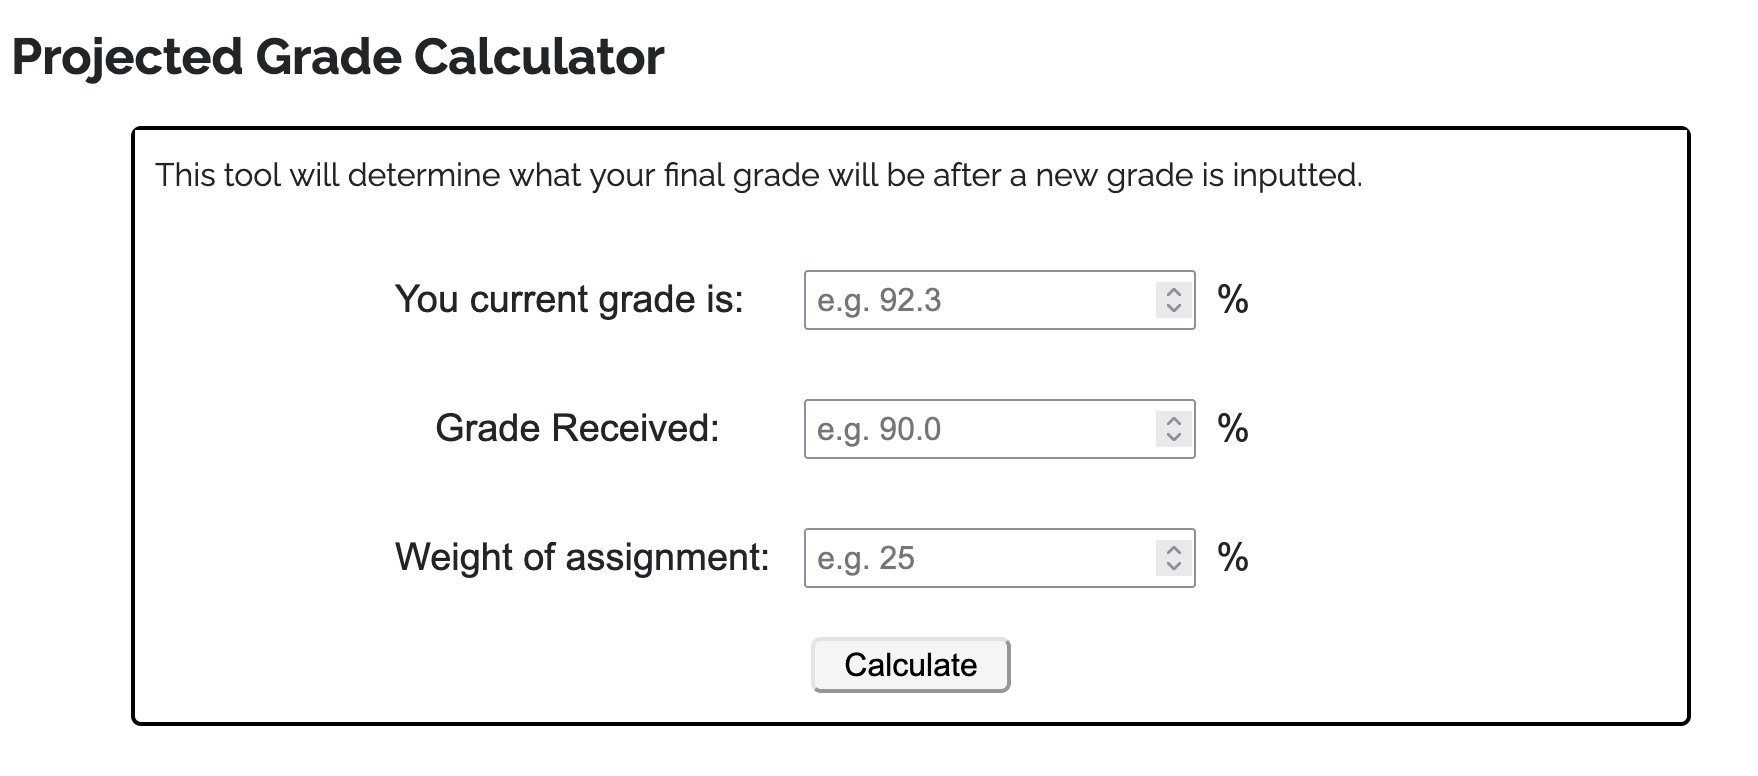 Projected Grade Calculator
This tool will determine what your final grade will be after a new grade is inputted.
You current grade is: e.g. 92.3 %
Grade Received: e.g. 90.0 %
Weight of assignment: e.g. 25 %
Calculate